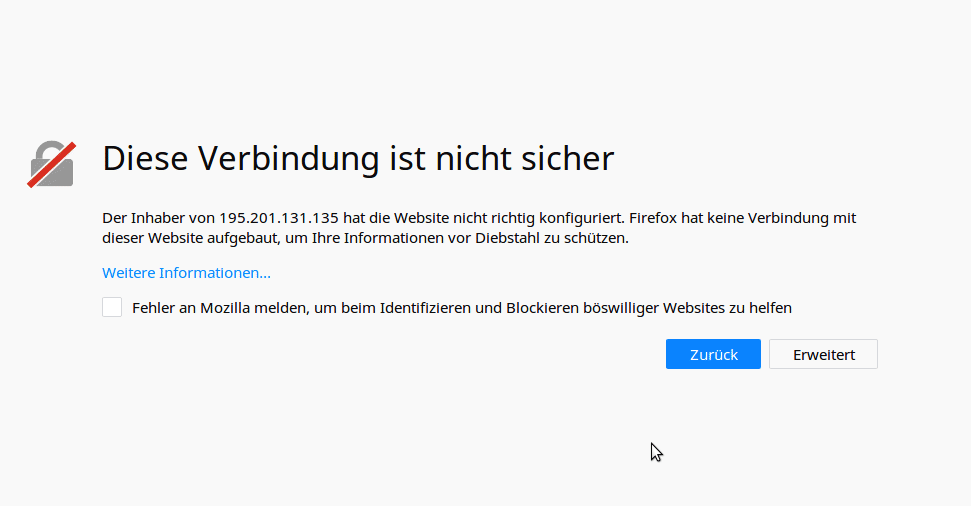 Diese Verbindung ist nicht sicher
Der Inhaber von 195.201.131.135 hat die Website nicht richtig konfiguriert. Firefox hat keine Verbindung mit
dieser Website aufgebaut, um Ihre Informationen vor Diebstahl zu schützen.
Weitere Informationen...
Fehler an Mozilla melden, um beim Identifizieren und Blockieren böswilliger Websites zu helfen
Zurück
Erweitert